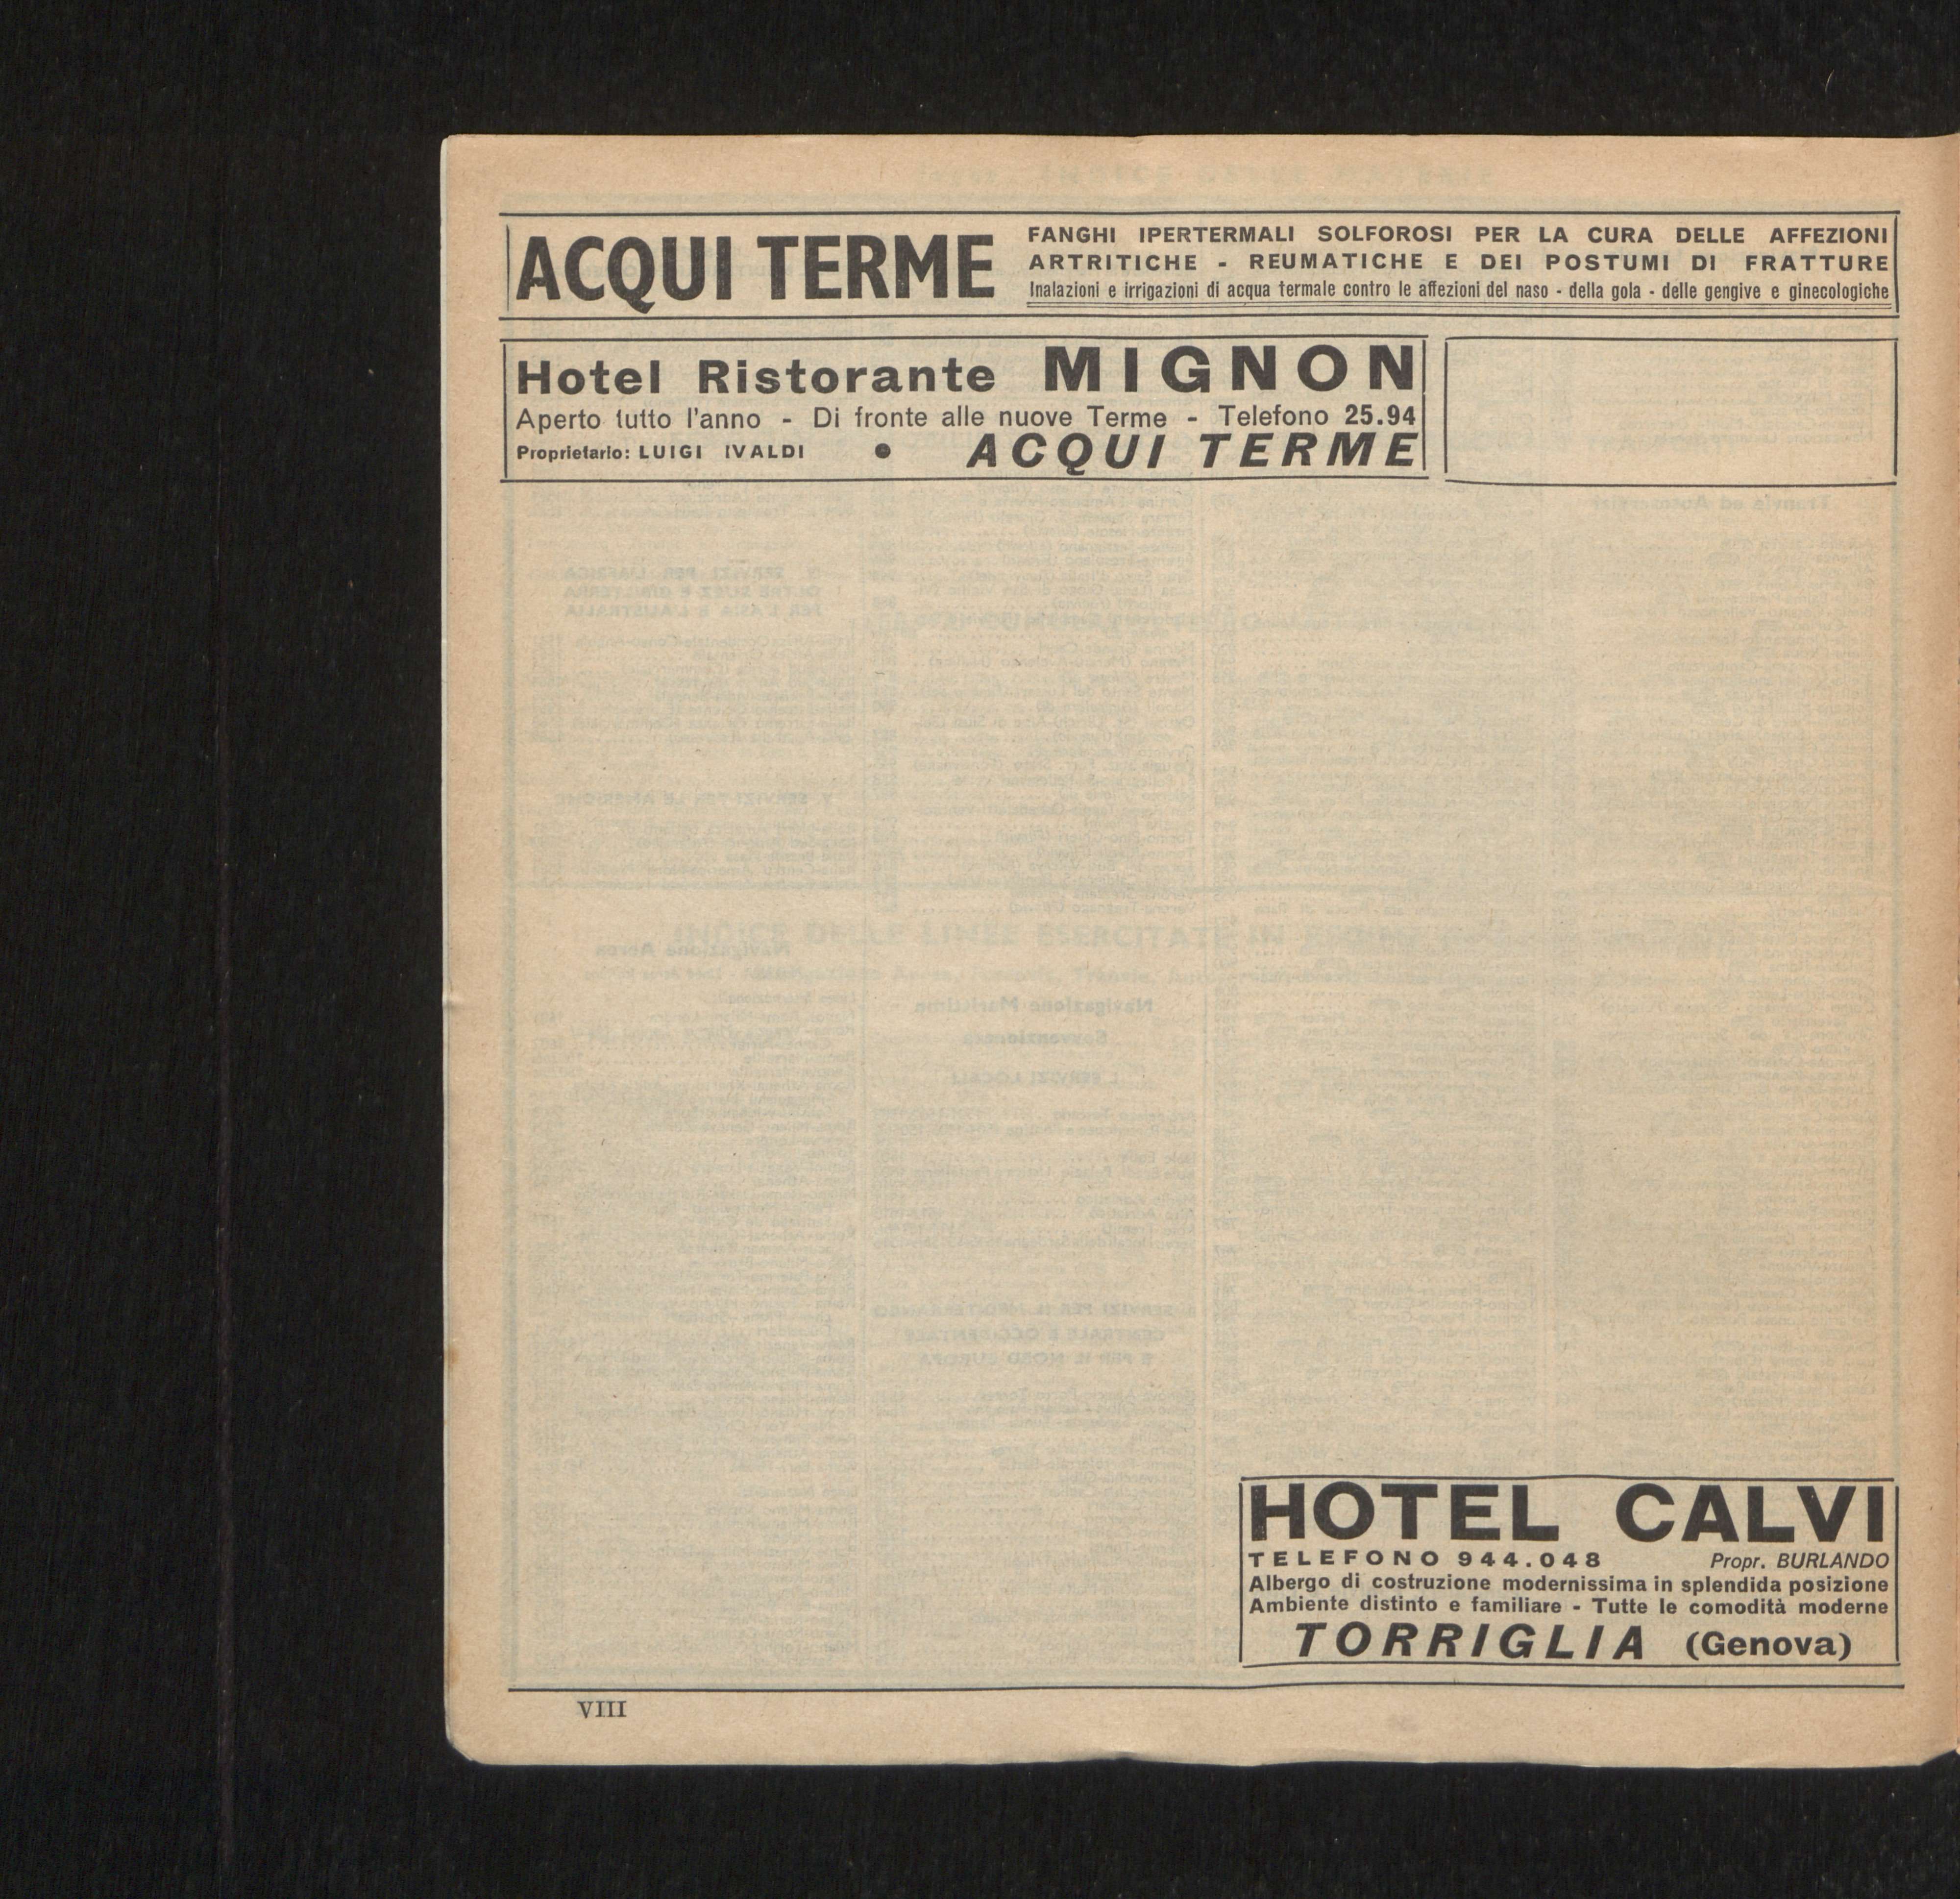 ACQUI TERME
FANGHI IPERTERMALI SOLFOROSI PER LA CURA DELLE AFFEZIONI
ARTRITICHE - REUMATICHE E DEI POSTUMI DI FRATTURE
Inalazioni e irrigazioni di acqua termale contro le affezioni del naso - della gola - delle gengive e ginecologiche
Hotel Ristorante MIGNON
Aperto tutto l'anno - Di fronte alle nuove Terme - Telefono 25.94
Proprietario: LUIGI IVALDI • ACQUI TERME
HOTEL CALVI
TELEFONO 944.048 Propr. BURLANDO
Albergo di costruzione modernissima in splendida posizione
Ambiente distinto e familiare - Tutte le comodità moderne
TORRIGLIA (Genova)
VIII